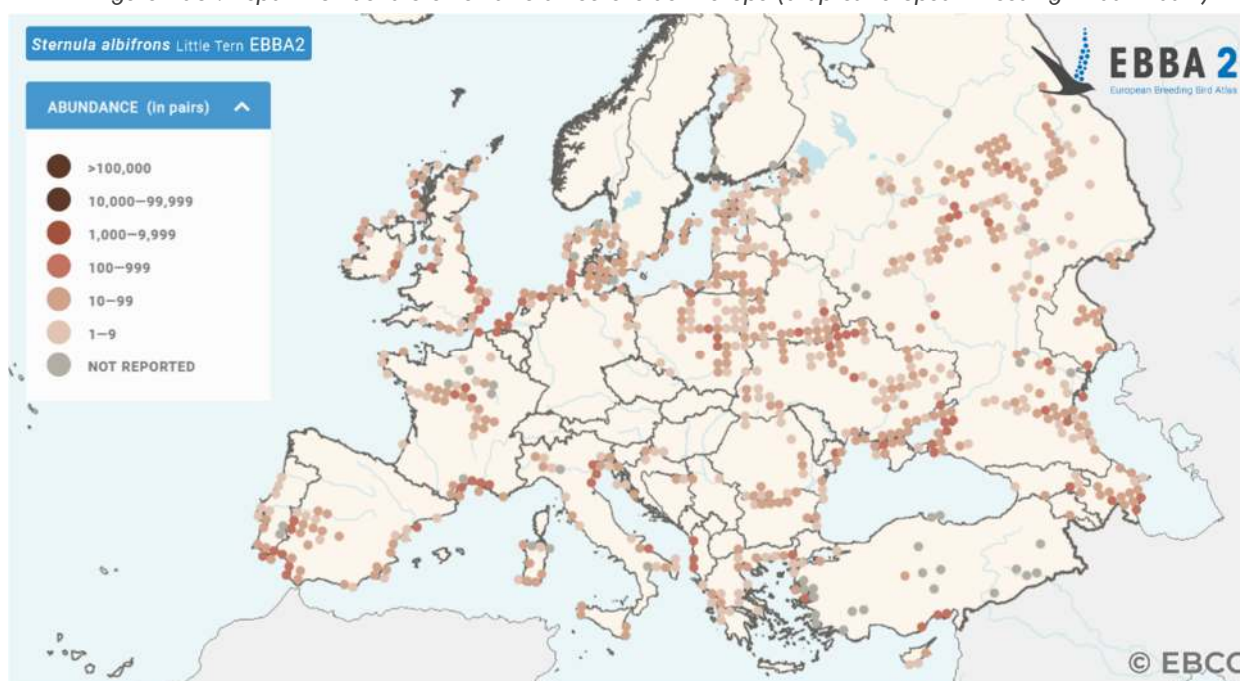 Sternula albifrons Little Tern EBBA2
EBBA 2
European Breeding Bird Atlas
ABUNDANCE (in pairs)
>100,000
10,000–99,999
1,000–9,999
100–999
10–99
1–9
NOT REPORTED
© EBCC